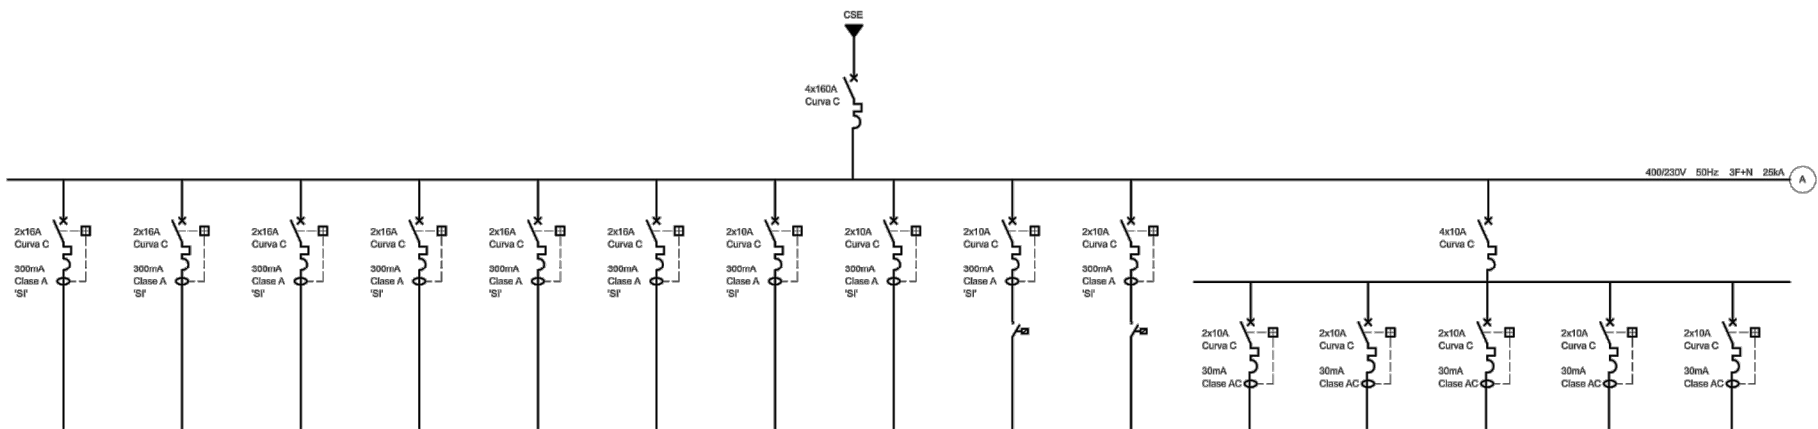 CSE
4x160A
Curva C
400/230V 50Hz 3F+N 25kA
A
2x16A
Curva C
300mA
Clase A
'Si'
2x16A
Curva C
300mA
Clase A
'Si'
2x16A
Curva C
300mA
Clase A
'Si'
2x16A
Curva C
300mA
Clase A
'Si'
2x16A
Curva C
300mA
Clase A
'Si'
2x16A
Curva C
300mA
Clase A
'Si'
2x10A
Curva C
300mA
Clase A
'Si'
2x10A
Curva C
300mA
Clase A
'Si'
2x10A
Curva C
300mA
Clase A
'Si'
2x10A
Curva C
300mA
Clase A
'Si'
4x10A
Curva C
2x10A
Curva C
30mA
Clase AC
2x10A
Curva C
30mA
Clase AC
2x10A
Curva C
30mA
Clase AC
2x10A
Curva C
30mA
Clase AC
2x10A
Curva C
30mA
Clase AC